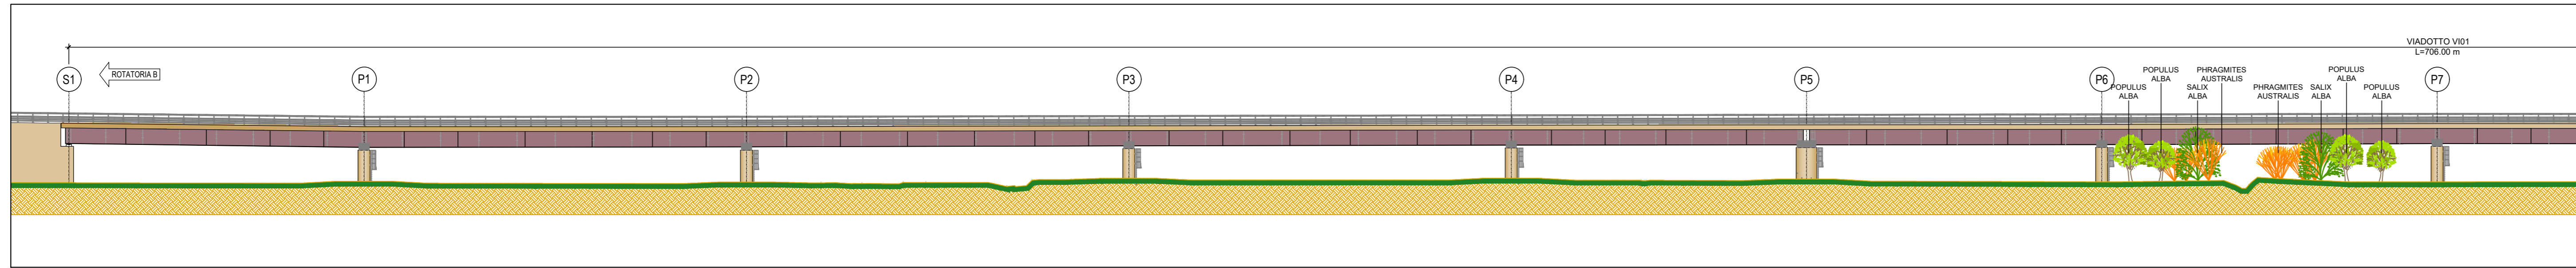 VIADOTTO VI01
L=706.00 m
S1
ROTATORIA B
P1
P2
P3
P4
P5
P6
P7
POPULUS
ALBA
POPULUS
ALBA
SALIX
ALBA
PHRAGMITES
AUSTRALIS
PHRAGMITES
AUSTRALIS
SALIX
ALBA
POPULUS
ALBA
POPULUS
ALBA